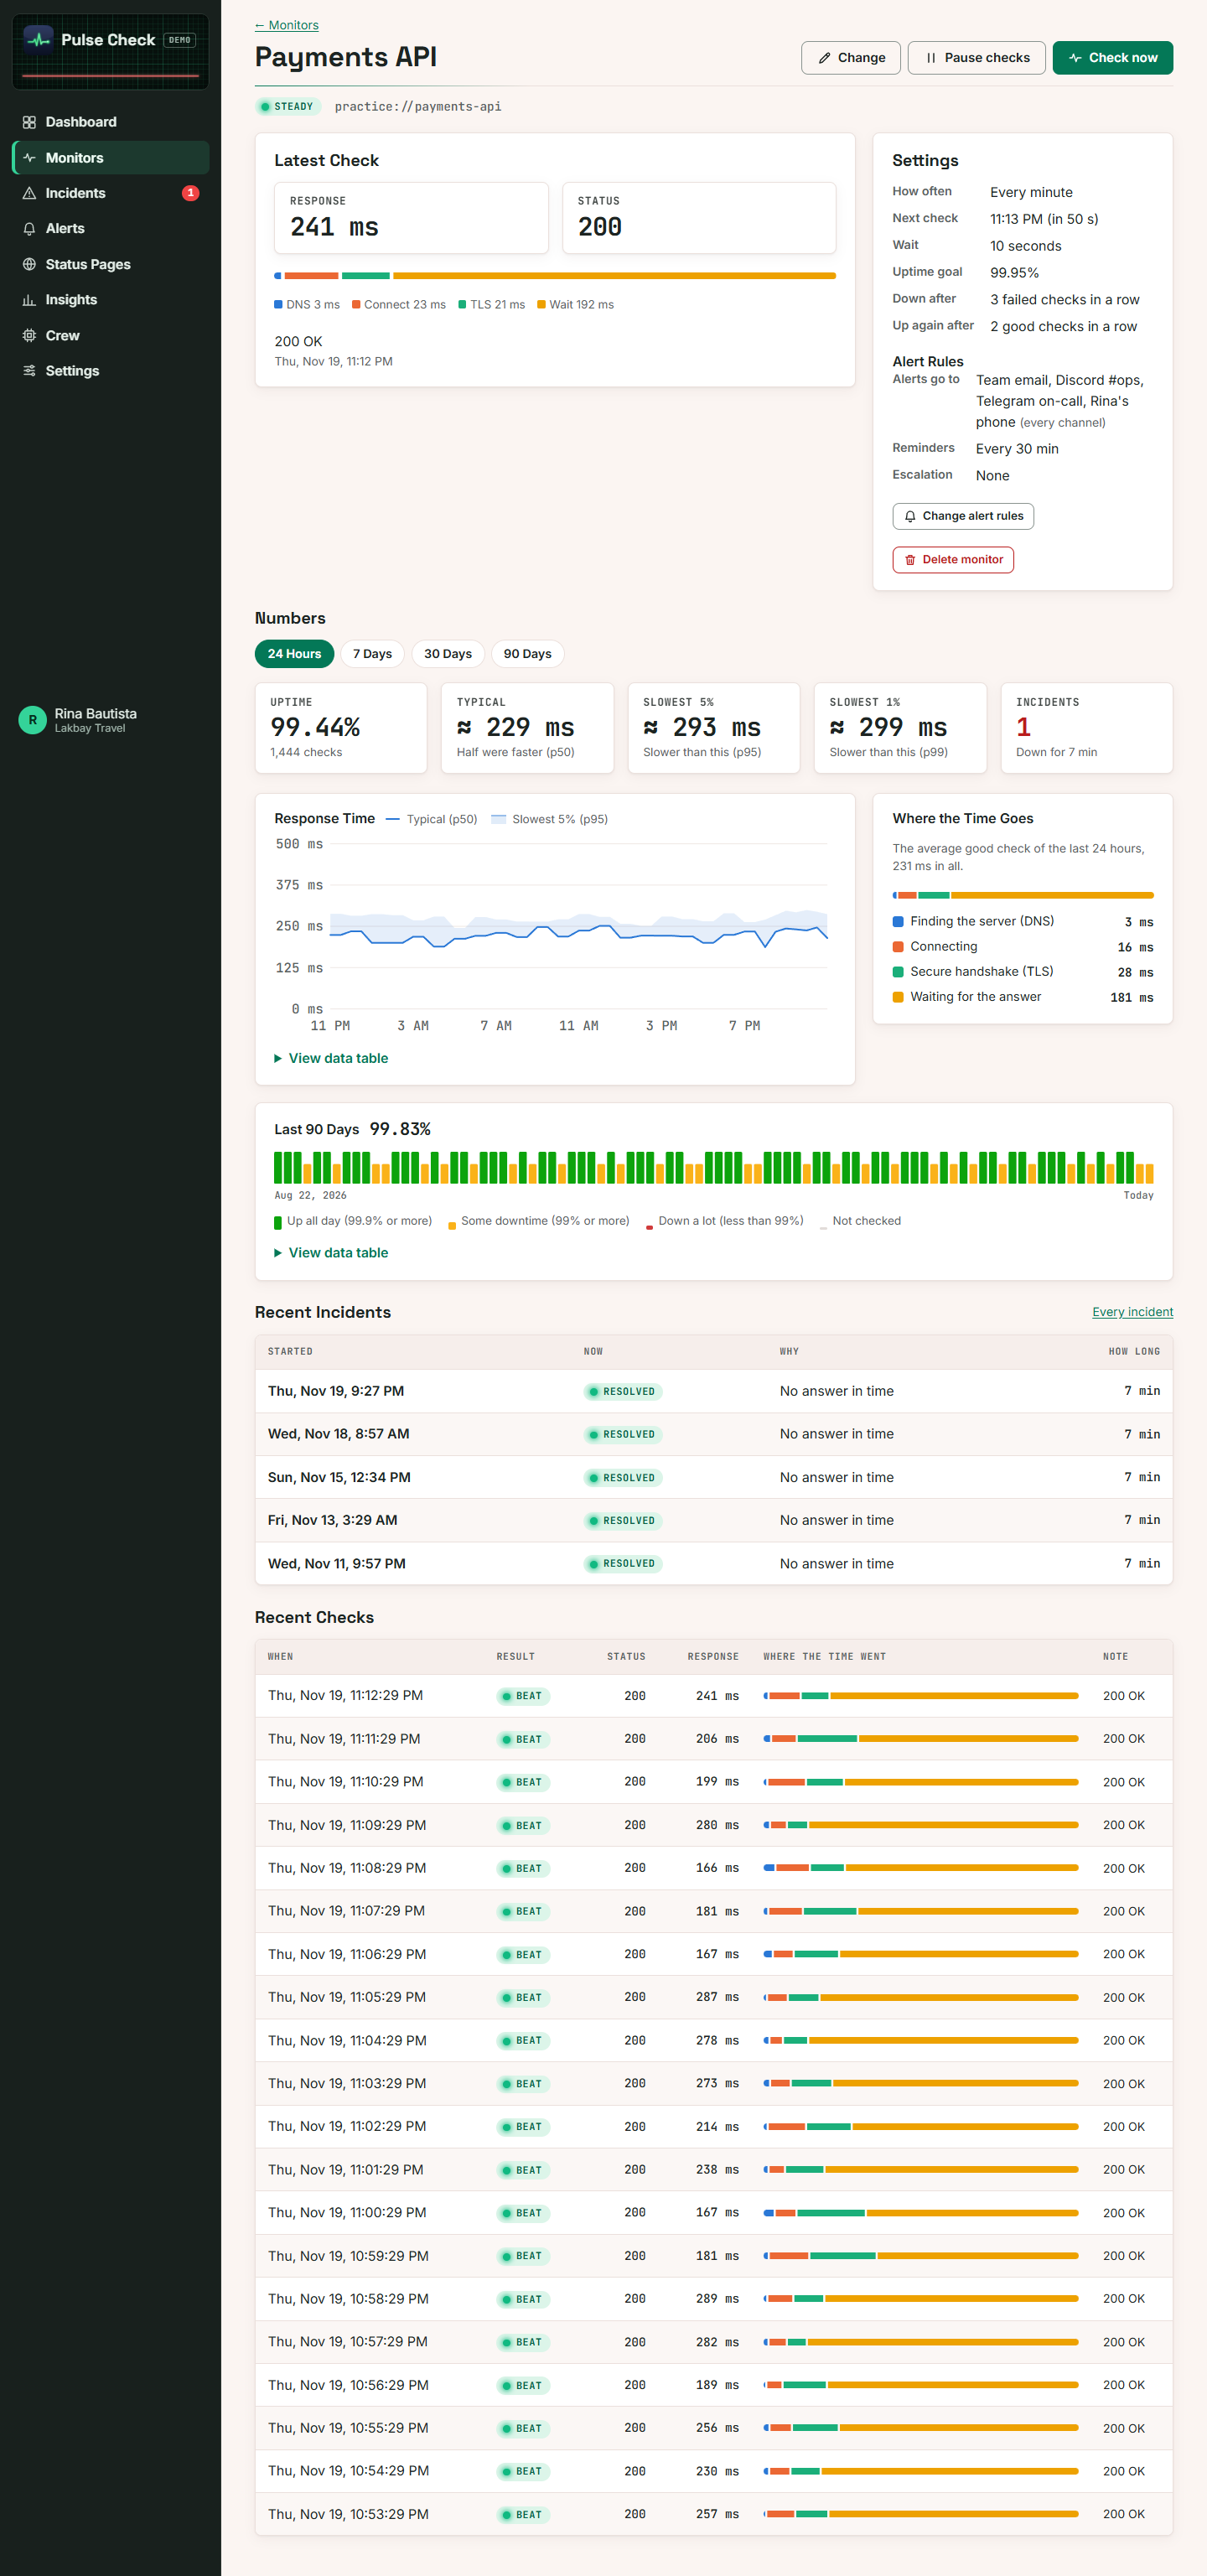 Pulse Check DEMO
Dashboard
Monitors
Incidents 1
Alerts
Status Pages
Insights
Crew
Settings
R Rina Bautista
Lakbay Travel
← Monitors
Payments API
Change
Pause checks
Check now
STEADY practice://payments-api
Latest Check
RESPONSE
241 ms
STATUS
200
DNS 3 ms Connect 23 ms TLS 21 ms Wait 192 ms
200 OK
Thu, Nov 19, 11:12 PM
Settings
How often Every minute
Next check 11:13 PM (in 50 s)
Wait 10 seconds
Uptime goal 99.95%
Down after 3 failed checks in a row
Up again after 2 good checks in a row
Alert Rules
Alerts go to Team email, Discord #ops,
Telegram on-call, Rina's
phone (every channel)
Reminders Every 30 min
Escalation None
Change alert rules
Delete monitor
Numbers
24 Hours 7 Days 30 Days 90 Days
UPTIME
99.44%
1,444 checks
TYPICAL
≈ 229 ms
Half were faster (p50)
SLOWEST 5%
≈ 293 ms
Slower than this (p95)
SLOWEST 1%
≈ 299 ms
Slower than this (p99)
INCIDENTS
1
Down for 7 min
Response Time Typical (p50) Slowest 5% (p95)
500 ms
375 ms
250 ms
125 ms
0 ms
11 PM 3 AM 7 AM 11 AM 3 PM 7 PM
View data table
Where the Time Goes
The average good check of the last 24 hours,
231 ms in all.
Finding the server (DNS) 3 ms
Connecting 16 ms
Secure handshake (TLS) 28 ms
Waiting for the answer 181 ms
Last 90 Days 99.83%
Aug 22, 2026 Today
Up all day (99.9% or more) Some downtime (99% or more) Down a lot (less than 99%) Not checked
View data table
Recent Incidents Every incident
STARTED NOW WHY HOW LONG
Thu, Nov 19, 9:27 PM RESOLVED No answer in time 7 min
Wed, Nov 18, 8:57 AM RESOLVED No answer in time 7 min
Sun, Nov 15, 12:34 PM RESOLVED No answer in time 7 min
Fri, Nov 13, 3:29 AM RESOLVED No answer in time 7 min
Wed, Nov 11, 9:57 PM RESOLVED No answer in time 7 min
Recent Checks
WHEN RESULT STATUS RESPONSE WHERE THE TIME WENT NOTE
Thu, Nov 19, 11:12:29 PM BEAT 200 241 ms 200 OK
Thu, Nov 19, 11:11:29 PM BEAT 200 206 ms 200 OK
Thu, Nov 19, 11:10:29 PM BEAT 200 199 ms 200 OK
Thu, Nov 19, 11:09:29 PM BEAT 200 280 ms 200 OK
Thu, Nov 19, 11:08:29 PM BEAT 200 166 ms 200 OK
Thu, Nov 19, 11:07:29 PM BEAT 200 181 ms 200 OK
Thu, Nov 19, 11:06:29 PM BEAT 200 167 ms 200 OK
Thu, Nov 19, 11:05:29 PM BEAT 200 287 ms 200 OK
Thu, Nov 19, 11:04:29 PM BEAT 200 278 ms 200 OK
Thu, Nov 19, 11:03:29 PM BEAT 200 273 ms 200 OK
Thu, Nov 19, 11:02:29 PM BEAT 200 214 ms 200 OK
Thu, Nov 19, 11:01:29 PM BEAT 200 238 ms 200 OK
Thu, Nov 19, 11:00:29 PM BEAT 200 167 ms 200 OK
Thu, Nov 19, 10:59:29 PM BEAT 200 181 ms 200 OK
Thu, Nov 19, 10:58:29 PM BEAT 200 289 ms 200 OK
Thu, Nov 19, 10:57:29 PM BEAT 200 282 ms 200 OK
Thu, Nov 19, 10:56:29 PM BEAT 200 189 ms 200 OK
Thu, Nov 19, 10:55:29 PM BEAT 200 256 ms 200 OK
Thu, Nov 19, 10:54:29 PM BEAT 200 230 ms 200 OK
Thu, Nov 19, 10:53:29 PM BEAT 200 257 ms 200 OK